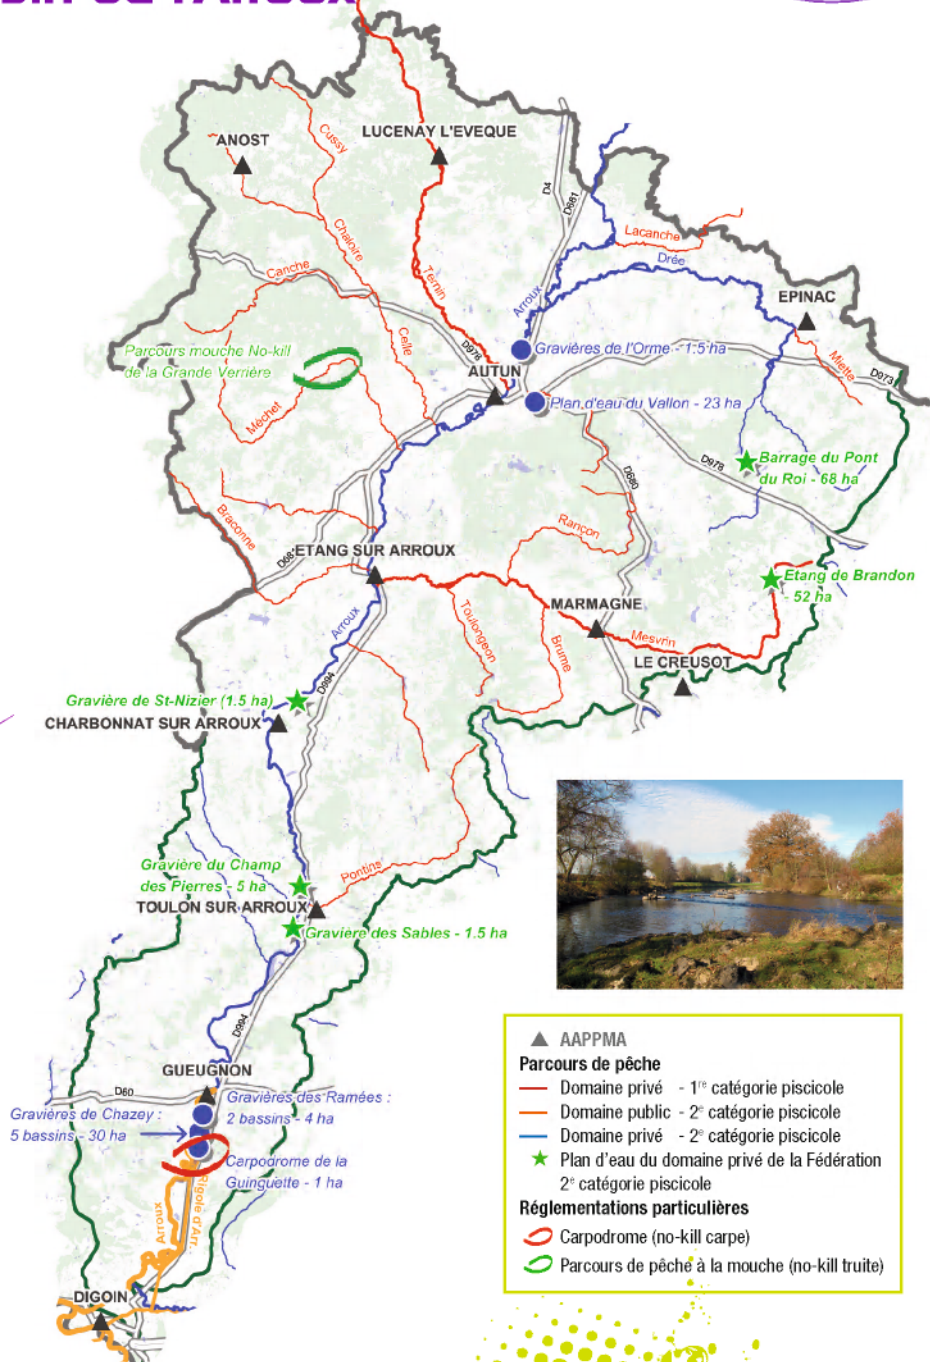 ANOST
LUCENAY L'EVEQUE
Cussy
D4
D681
Chaloire
Lacanche
Drée
Canche
Ternin
Arroux
EPINAC
Parcours mouche No-kill
de la Grande Verrière
Celle
D978
Gravières de l'Orme - 1.5 ha
Miette
D973
AUTUN
Plan d'eau du Vallon - 23 ha
Méchet
D978
Barrage du Pont
du Roi - 68 ha
D680
Braconne
Rançon
ETANG SUR ARROUX
Etang de Brandon
- 52 ha
MARMAGNE
Arroux
Toulongeon
Brume
Mesvrin
LE CREUSOT
D994
Gravière de St-Nizier (1.5 ha)
CHARBONNAT SUR ARROUX
Gravière du Champ
des Pierres - 5 ha
Pontins
TOULON SUR ARROUX
Gravière des Sables - 1.5 ha
D994
GUEUGNON
D60
Gravières des Ramées :
2 bassins - 4 ha
Gravières de Chazey :
5 bassins - 30 ha
Carpodrome de la
Guinguette - 1 ha
Arroux
Rigole d'Arr.
DIGOIN
AAPPMA
Parcours de pêche
Domaine privé - 1re catégorie piscicole
Domaine public - 2e catégorie piscicole
Domaine privé - 2e catégorie piscicole
Plan d'eau du domaine privé de la Fédération
2e catégorie piscicole
Réglementations particulières
Carpodrome (no-kill carpe)
Parcours de pêche à la mouche (no-kill truite)